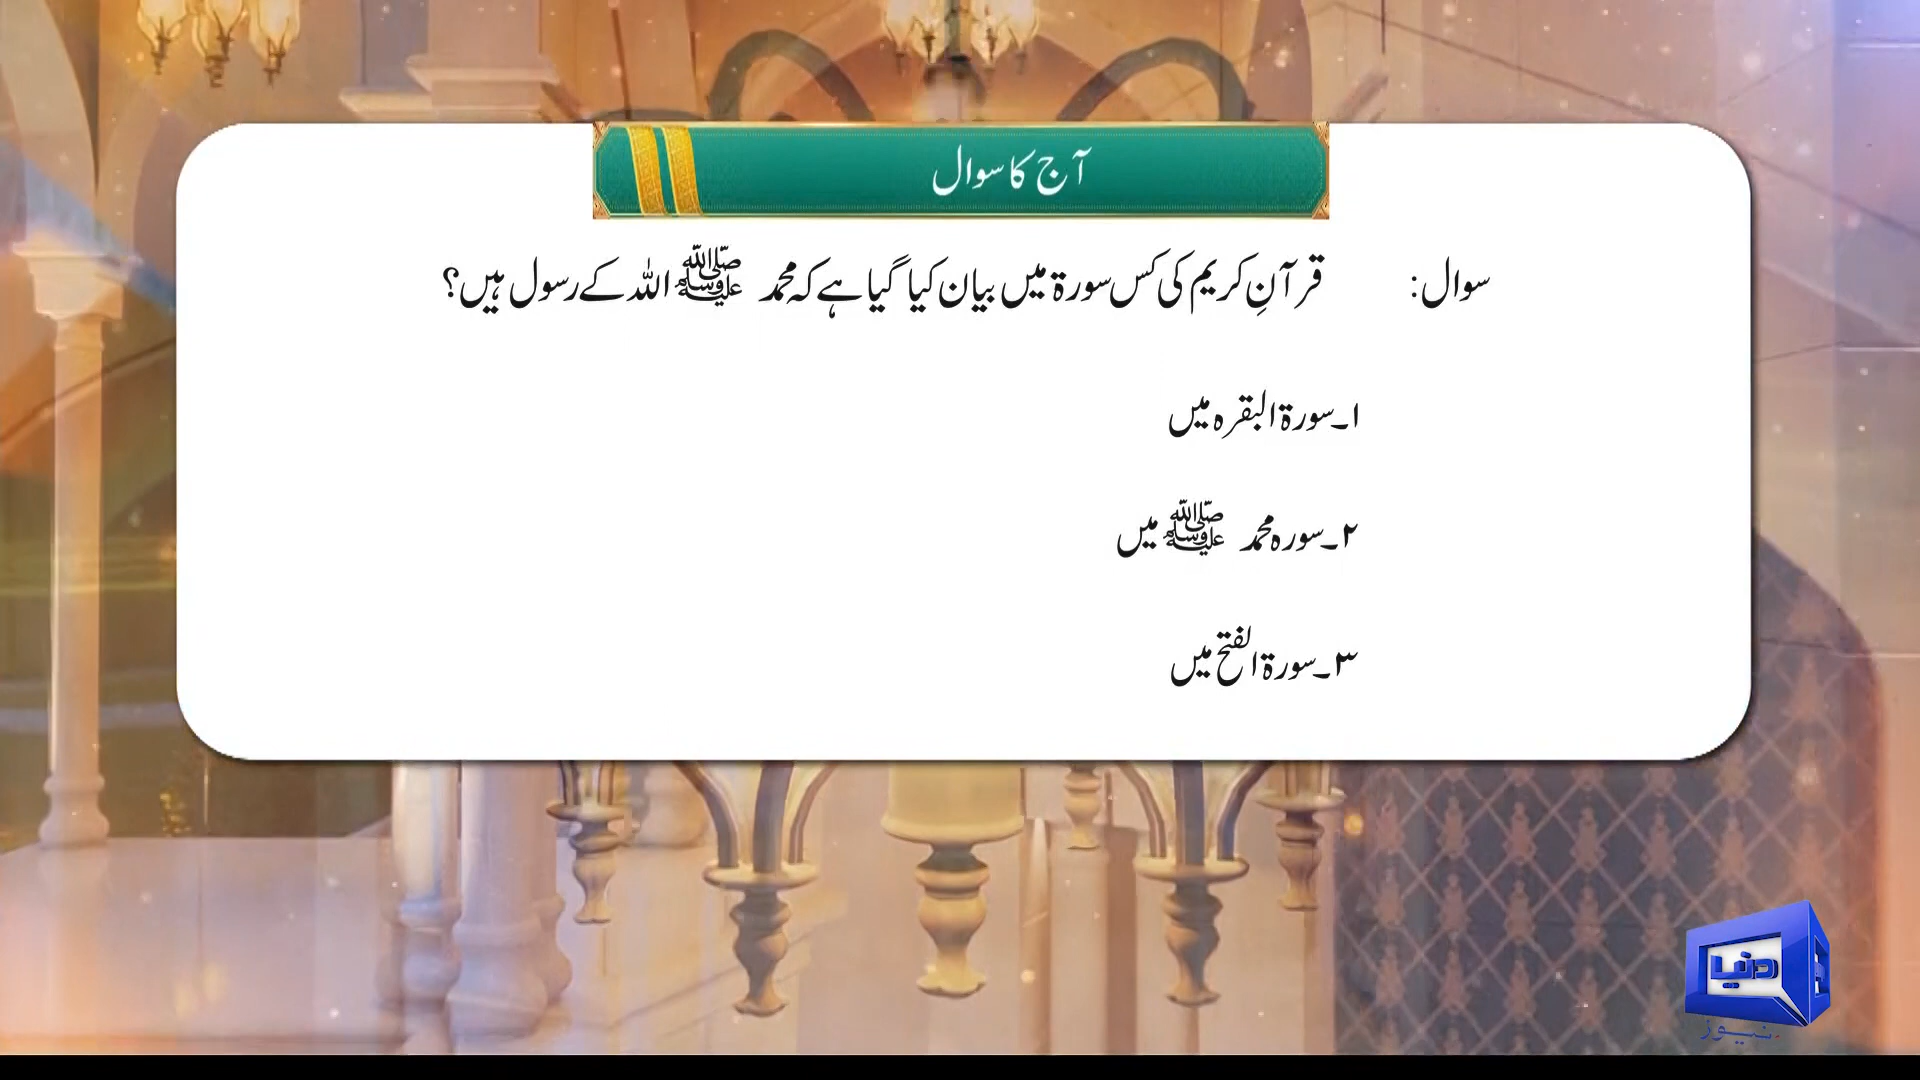 آج کا سوال
سوال: قرآنِ کریم کی کس سورۃ میں بیان کیا گیا ہے کہ محمد ﷺ اللہ کے رسول ہیں؟
۱۔سورۃ البقرہ میں
۲۔سورہ محمد ﷺ میں
۳۔سورۃ الفتح میں
دنیا
نیوز